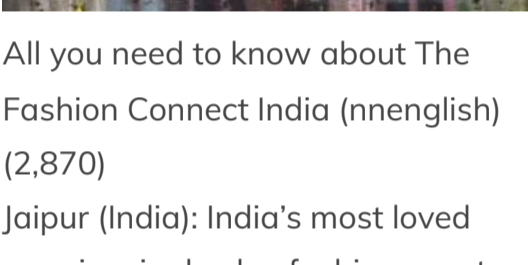 All you need to know about The
Fashion Connect India (nnenglish)
(2,870)
Jaipur (India): India’s most loved